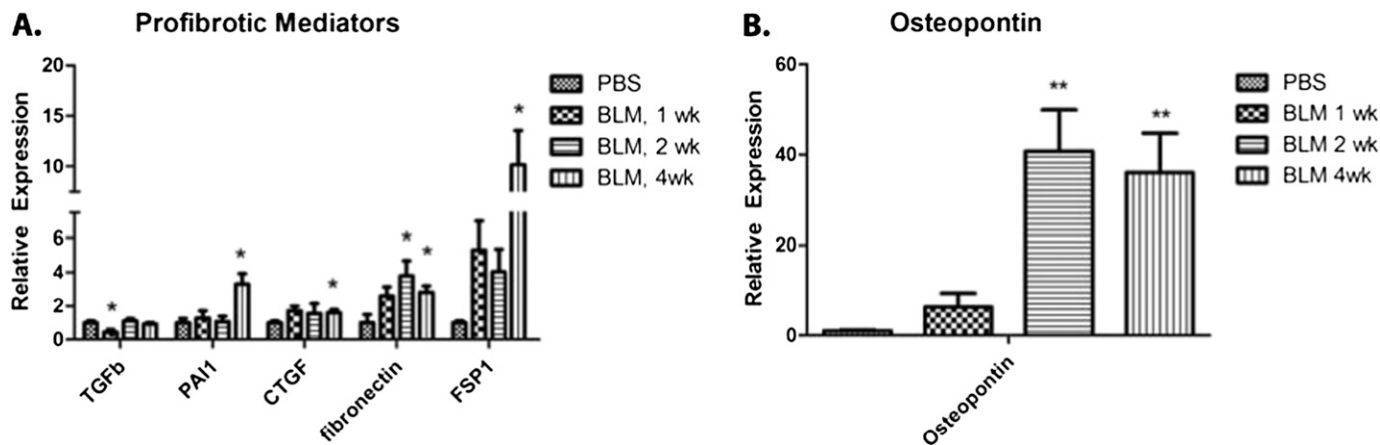 A. Profibrotic Mediators
Relative Expression
20
15
10
6
4
2
0
*
*
*
*
*
*
TGFb
PAI1
CTGF
fibronectin
FSP1
PBS
BLM, 1 wk
BLM, 2 wk
BLM, 4wk
B. Osteopontin
Relative Expression
60
40
20
0
**
**
Osteopontin
PBS
BLM 1 wk
BLM 2 wk
BLM 4wk